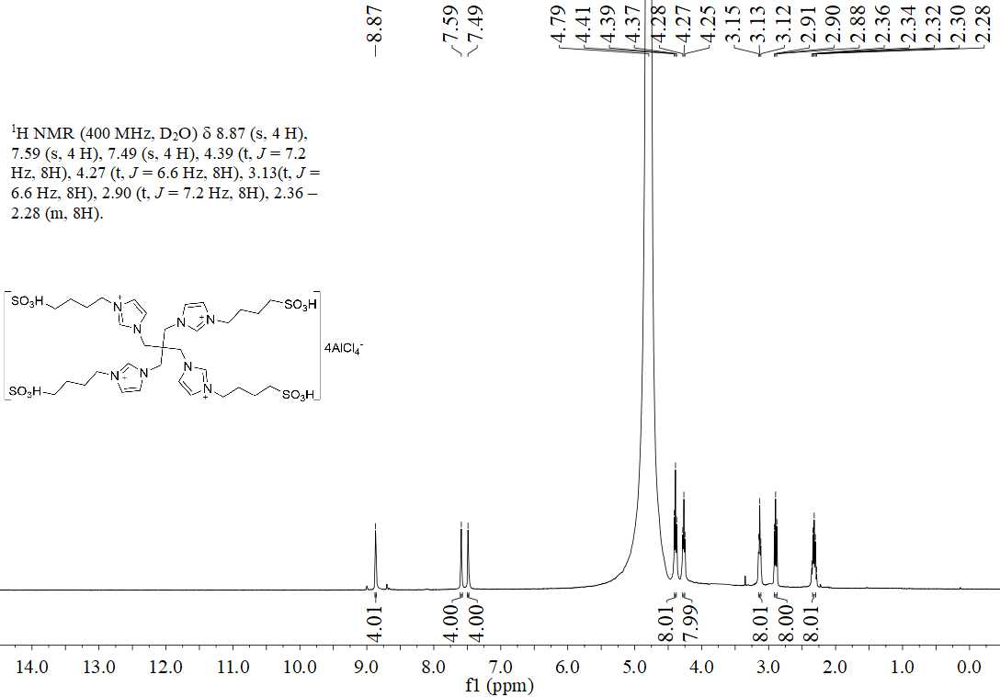 8.87
7.59
7.49
4.79
4.41
4.39
4.37
4.28
4.27
4.25
3.15
3.13
3.12
2.91
2.90
2.88
2.36
2.34
2.32
2.30
2.28
¹H NMR (400 MHz, D₂O) δ 8.87 (s, 4 H),
7.59 (s, 4 H), 7.49 (s, 4 H), 4.39 (t, J = 7.2
Hz, 8H), 4.27 (t, J = 6.6 Hz, 8H), 3.13(t, J =
6.6 Hz, 8H), 2.90 (t, J = 7.2 Hz, 8H), 2.36 –
2.28 (m, 8H).
SO₃H
N
+
N
N
+
N
SO₃H
4AlCl₄⁻
SO₃H
N
+
N
N
N
+
SO₃H
4.01
4.00
4.00
8.01
7.99
8.01
8.00
8.01
14.0 13.0 12.0 11.0 10.0 9.0 8.0 7.0 6.0 5.0 4.0 3.0 2.0 1.0 0.0
f1 (ppm)